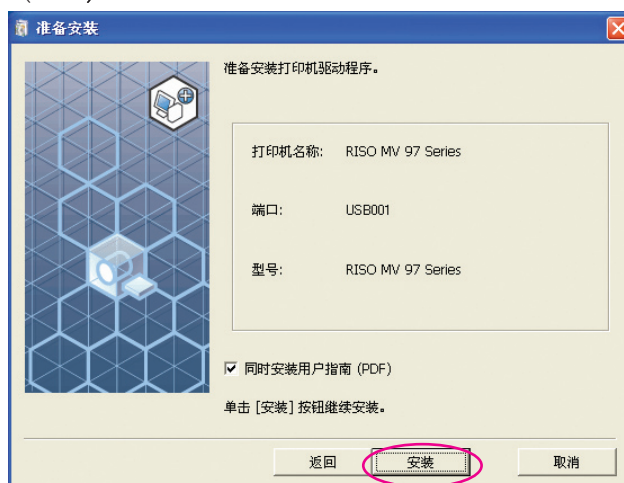 准备安装
准备安装打印机驱动程序。
打印机名称: RISO MV 97 Series
端口: USB001
型号: RISO MV 97 Series
同时安装用户指南 (PDF)
单击 [安装] 按钮继续安装。
返回 安装 取消